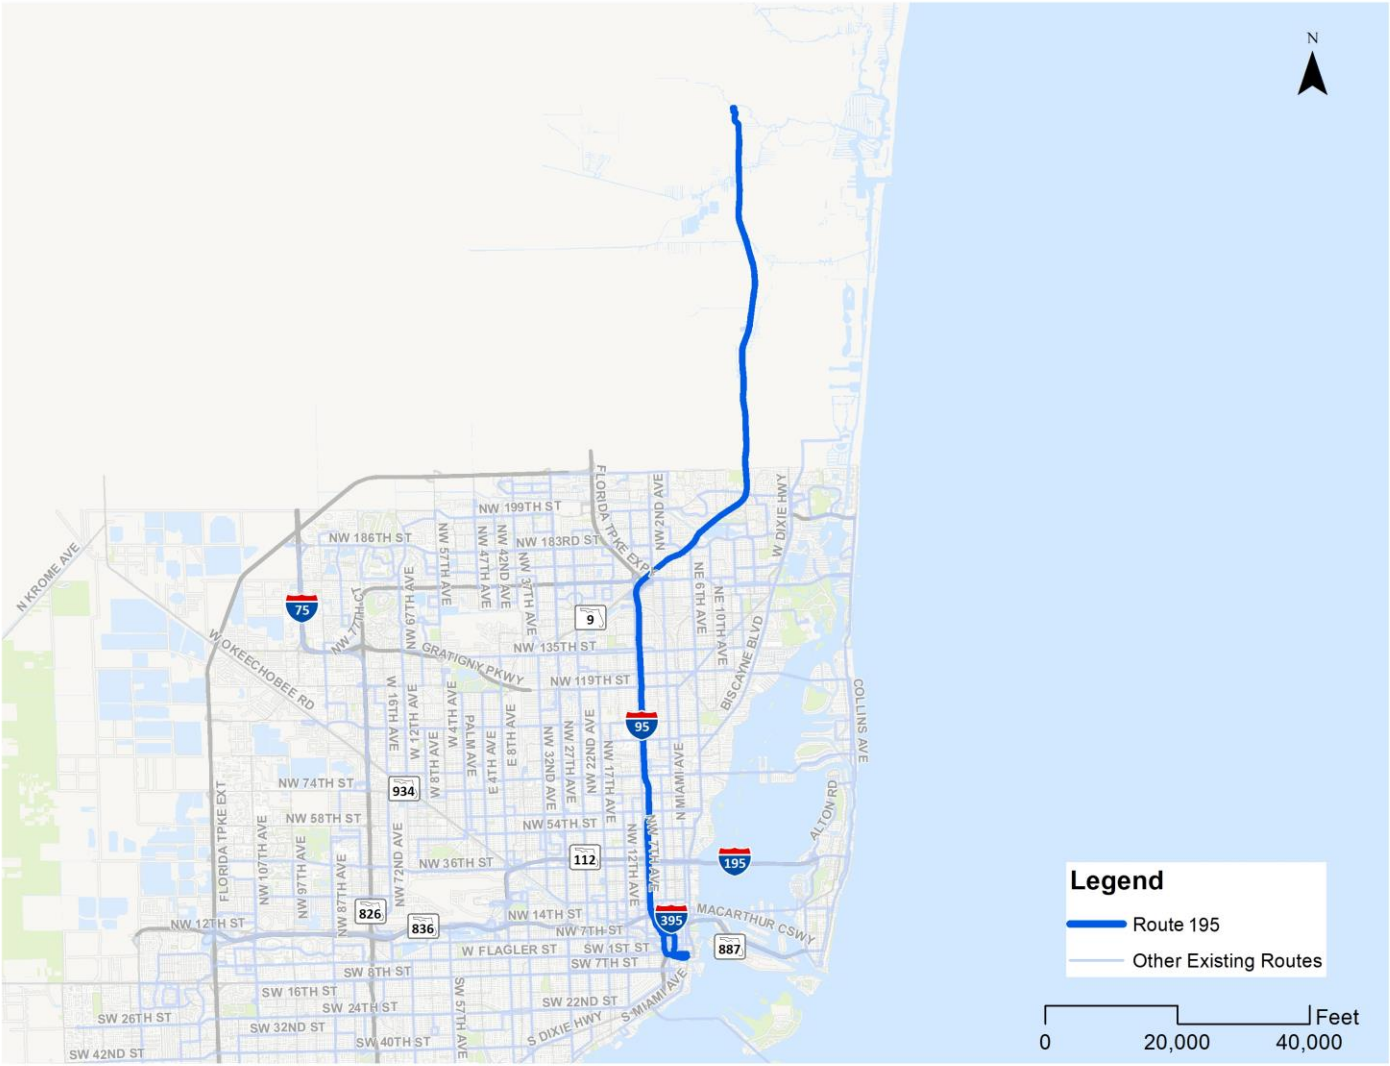 N
NW 199TH ST
FLORIDA TPKE EXPY
NW 2ND AVE
W DIXIE HWY
NW 186TH ST
NW 183RD ST
NW 57TH AVE
NW 47TH AVE
NW 42ND AVE
NW 37TH AVE
N KROME AVE
75
NW 77TH CT
NW 67TH AVE
9
NE 6TH AVE
NE 10TH AVE
BISCAYNE BLVD
W OKEECHOBEE RD
GRATIGNY PKWY
NW 135TH ST
NW 119TH ST
W 16TH AVE
W 12TH AVE
W 8TH AVE
W 4TH AVE
PALM AVE
E 4TH AVE
E 8TH AVE
NW 32ND AVE
NW 27TH AVE
NW 22ND AVE
NW 17TH AVE
95
N MIAMI AVE
COLLINS AVE
NW 74TH ST
934
NW 58TH ST
NW 54TH ST
ALTON RD
FLORIDA TPKE EXT
NW 107TH AVE
NW 97TH AVE
NW 87TH AVE
NW 72ND AVE
NW 36TH ST
112
NW 12TH AVE
NW 7TH AVE
195
826
836
NW 12TH ST
NW 14TH ST
NW 7TH ST
395
MACARTHUR CSWY
887
W FLAGLER ST
SW 1ST ST
SW 8TH ST
SW 7TH ST
SW 16TH ST
SW 24TH ST
SW 22ND ST
S MIAMI AVE
SW 26TH ST
SW 32ND ST
SW 40TH ST
SW 57TH AVE
S DIXIE HWY
SW 42ND ST
Legend
Route 195
Other Existing Routes
Feet
0 20,000 40,000